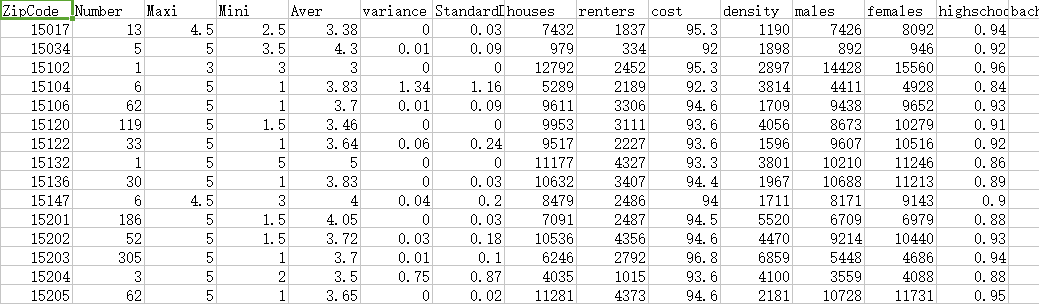 ZipCode Number Maxi Mini Aver variance StandardD houses renters cost density males females highschoo bach
15017 13 4.5 2.5 3.38 0 0.03 7432 1837 95.3 1190 7426 8092 0.94
15034 5 5 3.5 4.3 0.01 0.09 979 334 92 1898 892 946 0.92
15102 1 3 3 3 0 0 12792 2452 95.3 2897 14428 15560 0.96
15104 6 5 1 3.83 1.34 1.16 5289 2189 92.3 3814 4411 4928 0.84
15106 62 5 1 3.7 0.01 0.09 9611 3306 94.6 1709 9438 9652 0.93
15120 119 5 1.5 3.46 0 0 9953 3111 93.6 4056 8673 10279 0.91
15122 33 5 1 3.64 0.06 0.24 9517 2227 93.6 1596 9607 10516 0.92
15132 1 5 5 5 0 0 11177 4327 93.3 3801 10210 11246 0.86
15136 30 5 1 3.83 0 0.03 10632 3407 94.4 1967 10688 11213 0.89
15147 6 4.5 3 4 0.04 0.2 8479 2486 94 1711 8171 9143 0.9
15201 186 5 1.5 4.05 0 0.03 7091 2487 94.5 5520 6709 6979 0.88
15202 52 5 1.5 3.72 0.03 0.18 10536 4356 94.6 4470 9214 10440 0.93
15203 305 5 1 3.7 0.01 0.1 6246 2792 96.8 6859 5448 4686 0.94
15204 3 5 2 3.5 0.75 0.87 4035 1015 93.6 4100 3559 4088 0.88
15205 62 5 1 3.65 0 0.02 11281 4373 94.6 2181 10728 11731 0.95